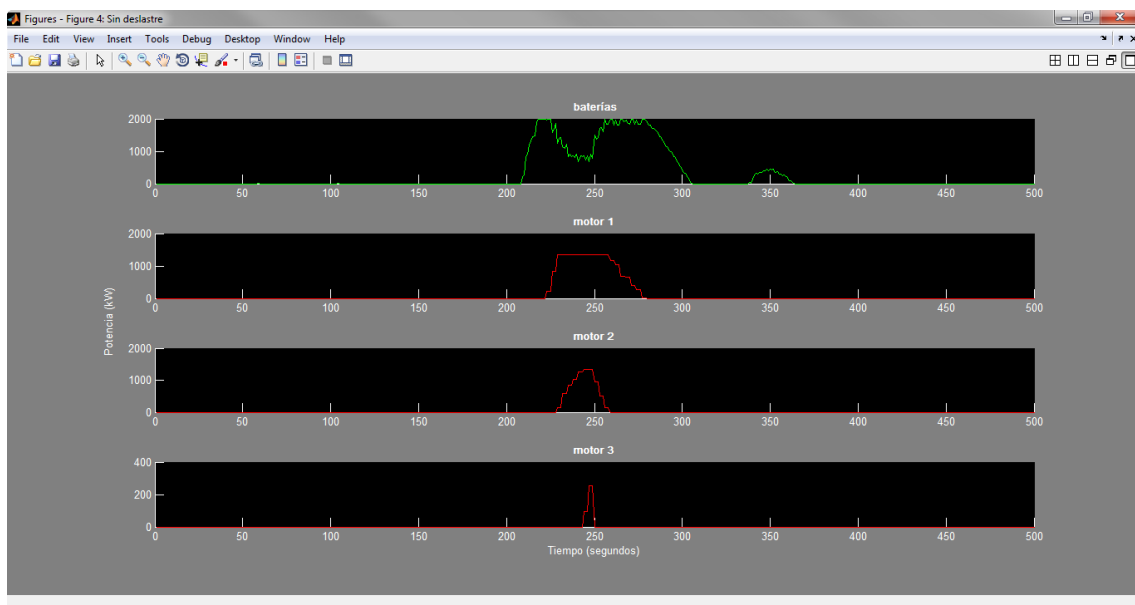 Figures - Figure 4: Sin deslastre
File Edit View Insert Tools Debug Desktop Window Help
baterías
2000
1000
0
0 50 100 150 200 250 300 350 400 450 500
motor 1
2000
1000
0
0 50 100 150 200 250 300 350 400 450 500
Potencia (kW)
motor 2
2000
1000
0
0 50 100 150 200 250 300 350 400 450 500
motor 3
400
200
0
0 50 100 150 200 250 300 350 400 450 500
Tiempo (segundos)